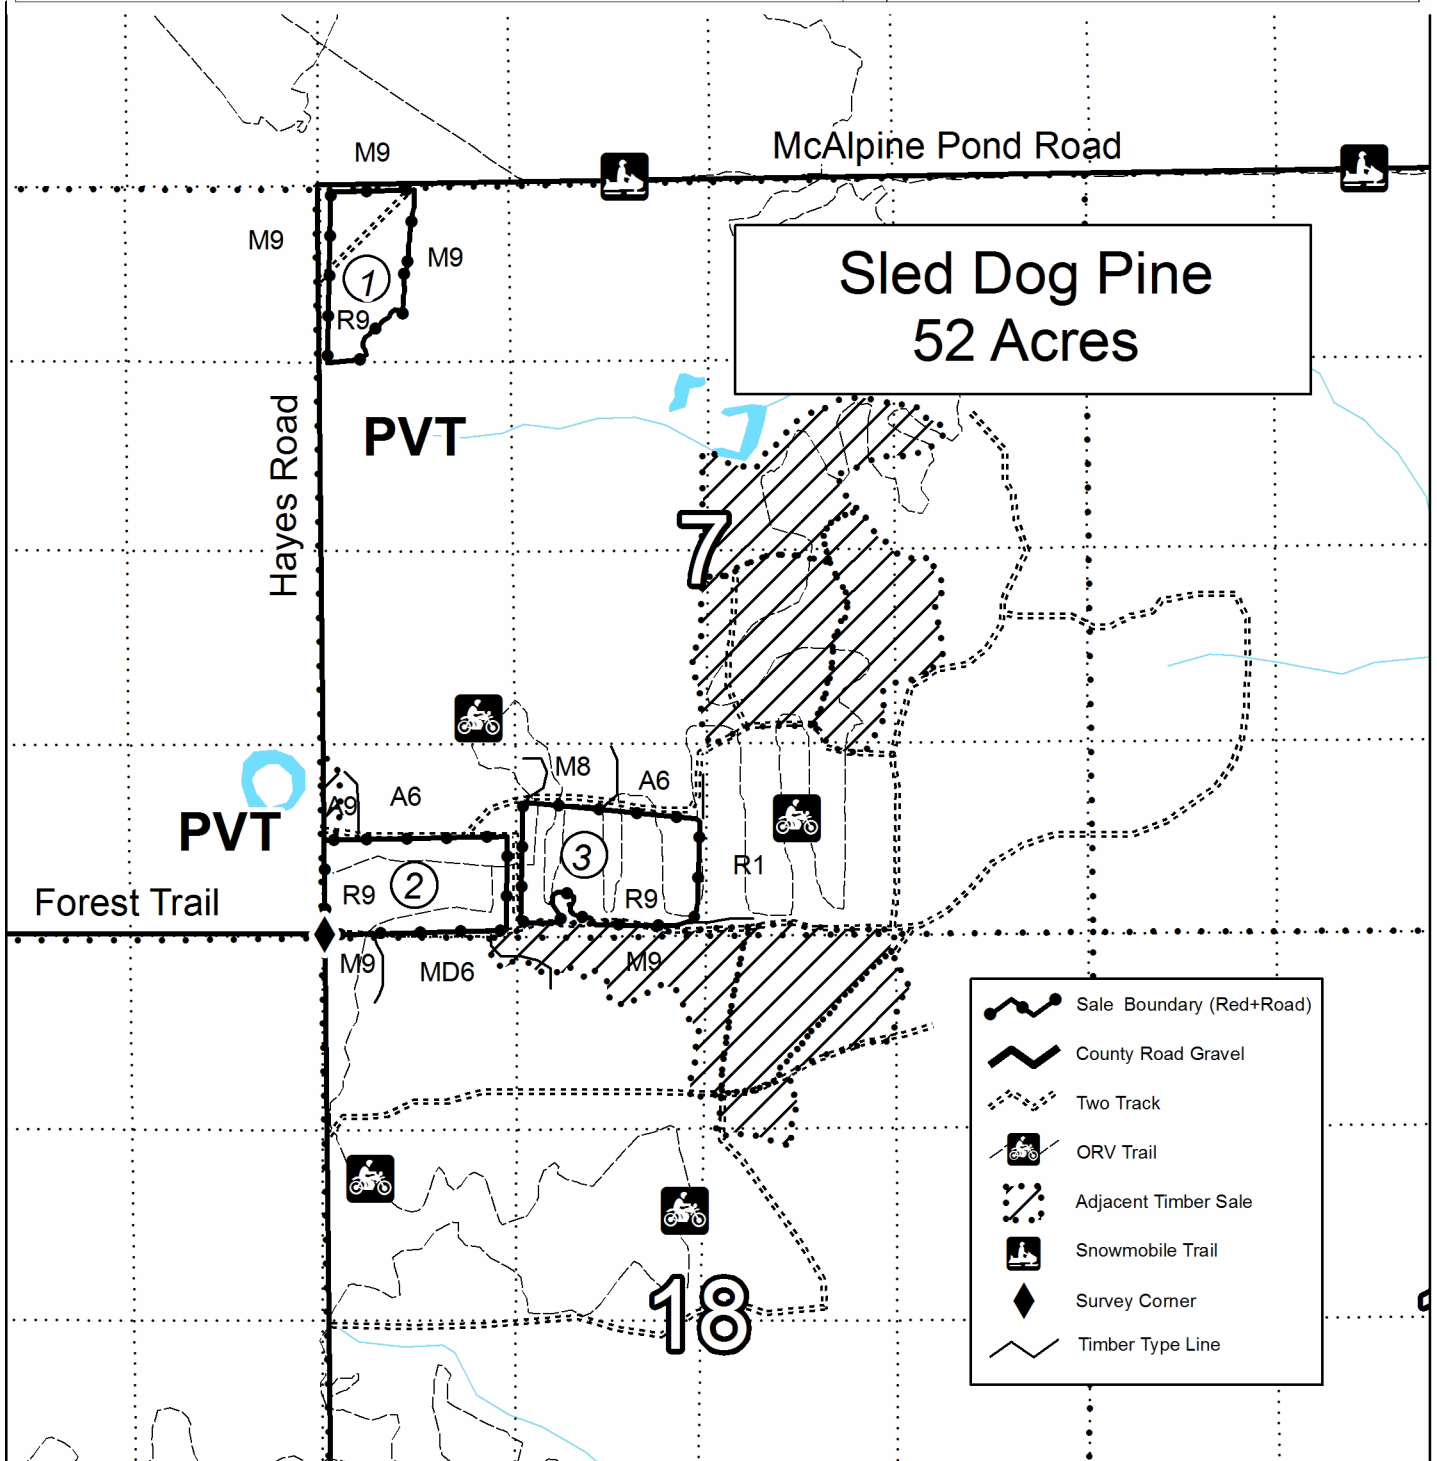 M9
McAlpine Pond Road
M9
M9
1
R9
Sled Dog Pine
52 Acres
Hayes Road
PVT
7
M8
A6
A9
A6
PVT
3
R1
2
R9
R9
Forest Trail
M9
MD6
M9
Sale Boundary (Red+Road)
County Road Gravel
Two Track
ORV Trail
Adjacent Timber Sale
Snowmobile Trail
Survey Corner
Timber Type Line
18